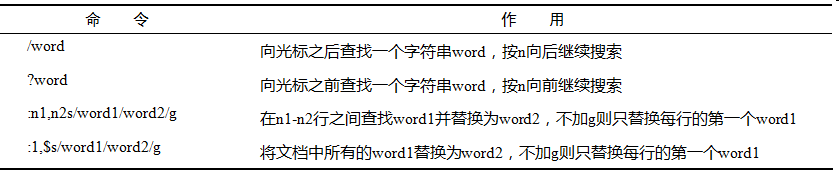 命 令 作 用
/word 向光标之后查找一个字符串word，按n向后继续搜索
?word 向光标之前查找一个字符串word，按n向前继续搜索
:n1,n2s/word1/word2/g 在n1-n2行之间查找word1并替换为word2，不加g则只替换每行的第一个word1
:1,$s/word1/word2/g 将文档中所有的word1替换为word2，不加g则只替换每行的第一个word1